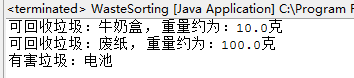 <terminated> WasteSorting [Java Application] C:\Program F
可回收垃圾：牛奶盒，重量约为：10.0克
可回收垃圾：废纸，重量约为：100.0克
有害垃圾：电池